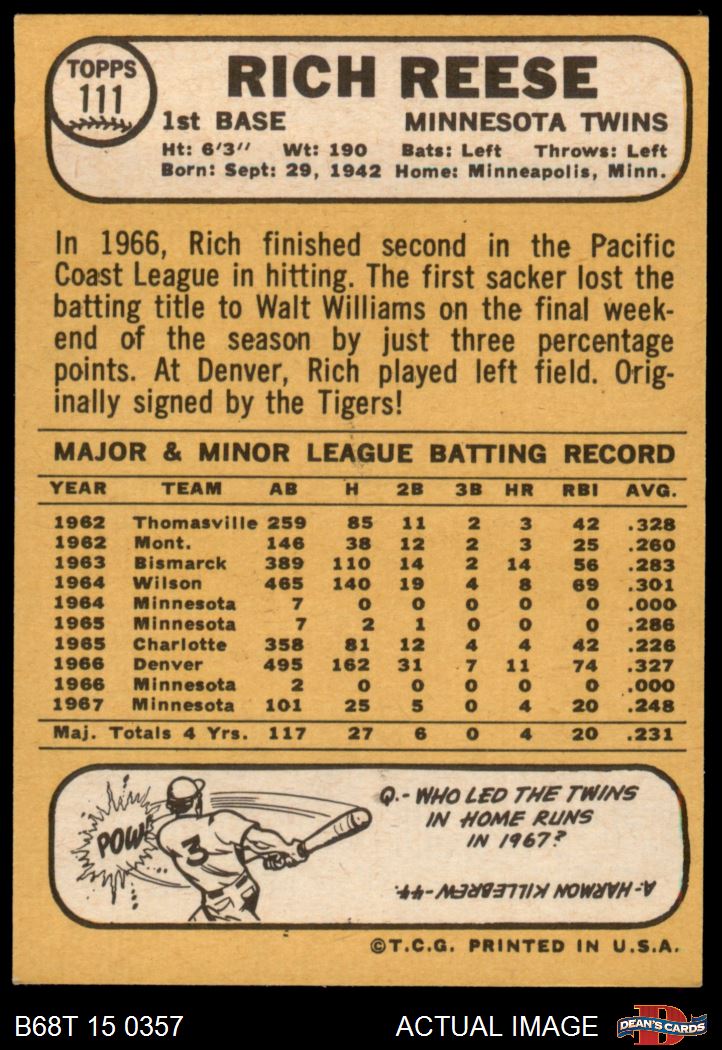 TOPPS
111
RICH REESE
1st BASE MINNESOTA TWINS
Ht: 6'3" Wt: 190 Bats: Left Throws: Left
Born: Sept: 29, 1942 Home: Minneapolis, Minn.
In 1966, Rich finished second in the Pacific
Coast League in hitting. The first sacker lost the
batting title to Walt Williams on the final week-
end of the season by just three percentage
points. At Denver, Rich played left field. Orig-
inally signed by the Tigers!
MAJOR & MINOR LEAGUE BATTING RECORD
YEAR TEAM AB H 2B 3B HR RBI AVG.
1962 Thomasville 259 85 11 2 3 42 .328
1962 Mont. 146 38 12 2 3 25 .260
1963 Bismarck 389 110 14 2 14 56 .283
1964 Wilson 465 140 19 4 8 69 .301
1964 Minnesota 7 0 0 0 0 0 .000
1965 Minnesota 7 2 1 0 0 0 .286
1965 Charlotte 358 81 12 4 4 42 .226
1966 Denver 495 162 31 7 11 74 .327
1966 Minnesota 2 0 0 0 0 0 .000
1967 Minnesota 101 25 5 0 4 20 .248
Maj. Totals 4 Yrs. 117 27 6 0 4 20 .231
POW!
3
Q.- WHO LED THE TWINS
IN HOME RUNS
IN 1967?
A- HARMON KILLEBREW-44.
©T.C.G. PRINTED IN U.S.A.
B68T 15 0357 ACTUAL IMAGE
D
DEAN'S CARDS